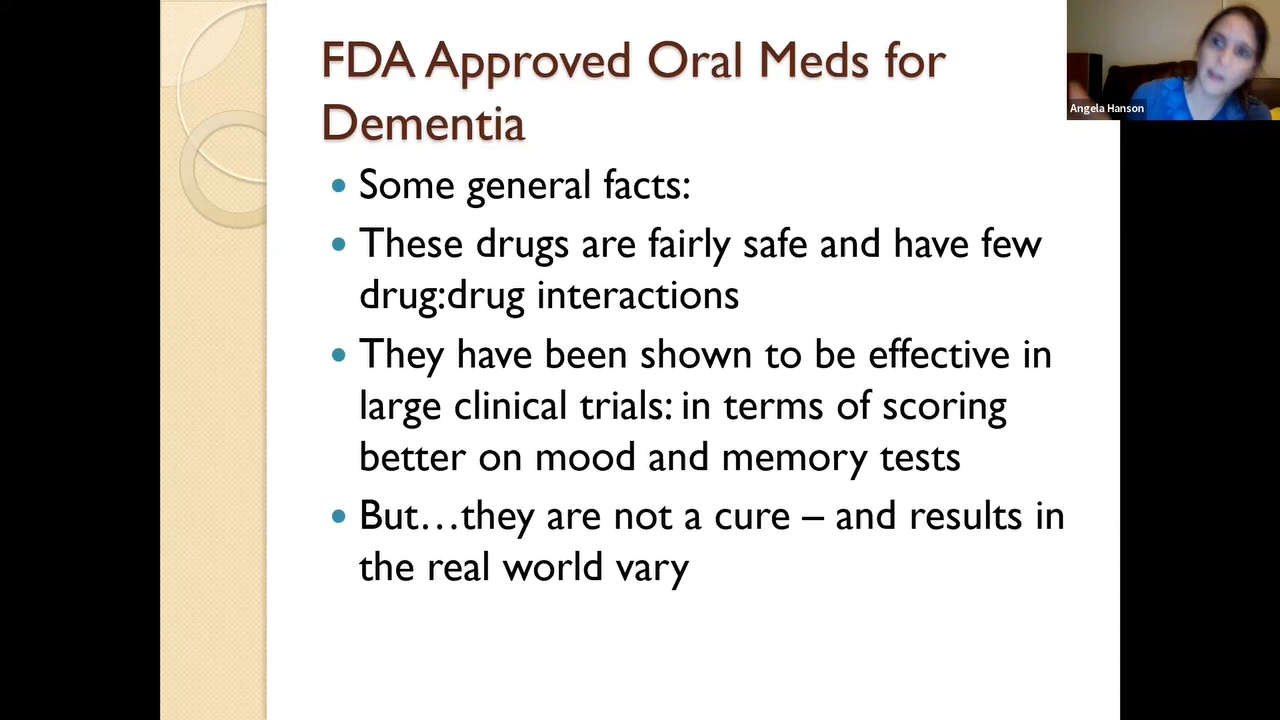 FDA Approved Oral Meds for
Dementia
Angela Hanson
• Some general facts:
• These drugs are fairly safe and have few
drug:drug interactions
• They have been shown to be effective in
large clinical trials: in terms of scoring
better on mood and memory tests
• But…they are not a cure – and results in
the real world vary